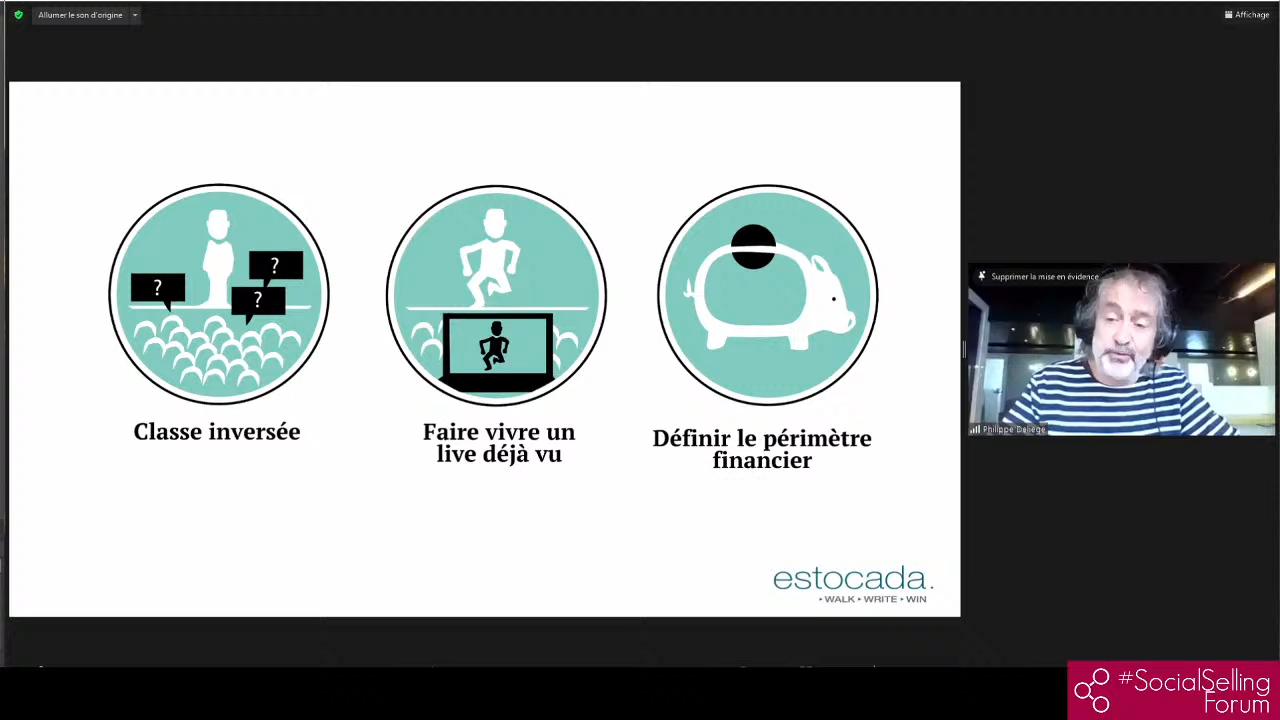 Allumer le son d'origine
Affichage
?
?
?
Classe inversée
Faire vivre un
live déjà vu
Définir le périmètre
financier
estocada.
• WALK • WRITE • WIN
Supprimer la mise en évidence
Philippe Deliège
#SocialSelling
Forum